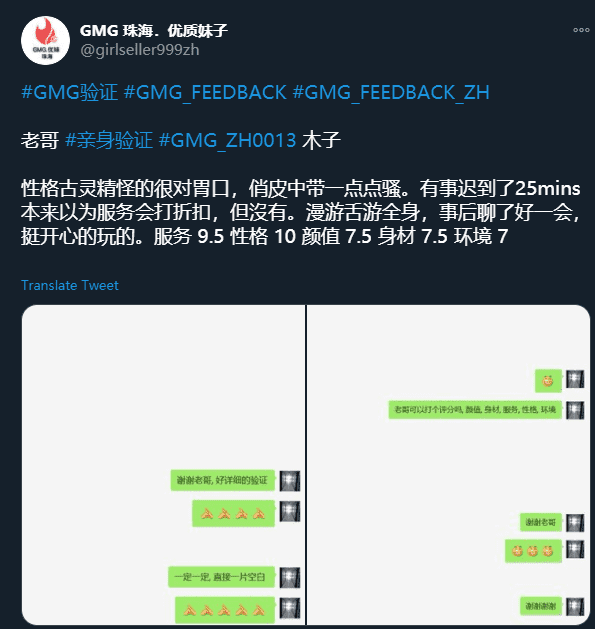 GMG 珠海．优质妹子
@girlseller999zh
GMG.优妹
珠海
#GMG验证 #GMG_FEEDBACK #GMG_FEEDBACK_ZH
老哥 #亲身验证 #GMG_ZH0013 木子
性格古灵精怪的很对胃口，俏皮中带一点点骚。有事迟到了25mins
本来以为服务会打折扣，但沒有。漫游舌游全身，事后聊了好一会，
挺开心的玩的。服务 9.5 性格 10 颜值 7.5 身材 7.5 环境 7
Translate Tweet
谢谢老哥, 好详细的验证
一定一定, 直接一片空白
老哥可以打个评分吗, 颜值, 身材, 服务, 性格, 环境
谢谢老哥
谢谢谢谢